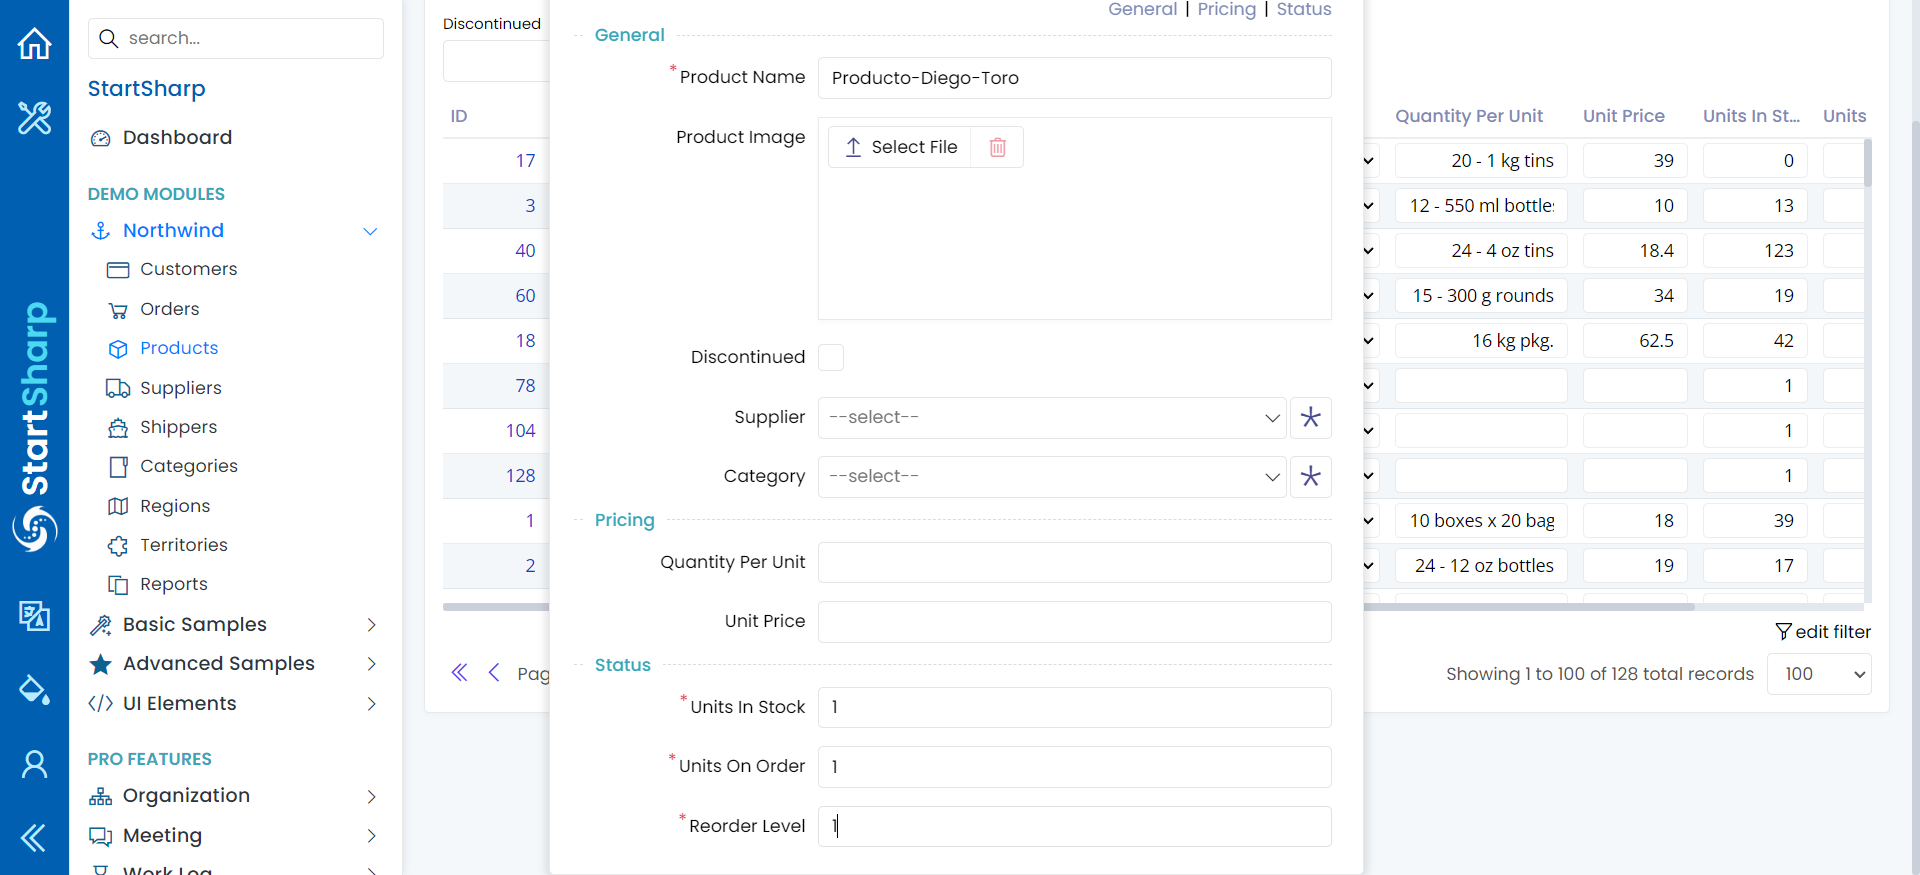 search...
StartSharp
Dashboard
DEMO MODULES
Northwind
Customers
Orders
Products
Suppliers
Shippers
Categories
Regions
Territories
Reports
Basic Samples
Advanced Samples
UI Elements
PRO FEATURES
Organization
Meeting
Work Log
StartSharp
Discontinued
ID
17
3
40
60
18
78
104
128
1
2
Pag
General | Pricing | Status
General
* Product Name Producto-Diego-Toro
Product Image Select File
Discontinued
Supplier --select--
Category --select--
Pricing
Quantity Per Unit
Unit Price
Status
* Units In Stock 1
* Units On Order 1
* Reorder Level 1
Quantity Per Unit Unit Price Units In St... Units
20 - 1 kg tins 39 0
12 - 550 ml bottles 10 13
24 - 4 oz tins 18.4 123
15 - 300 g rounds 34 19
16 kg pkg. 62.5 42
1
1
1
10 boxes x 20 bag 18 39
24 - 12 oz bottles 19 17
edit filter
Showing 1 to 100 of 128 total records 100